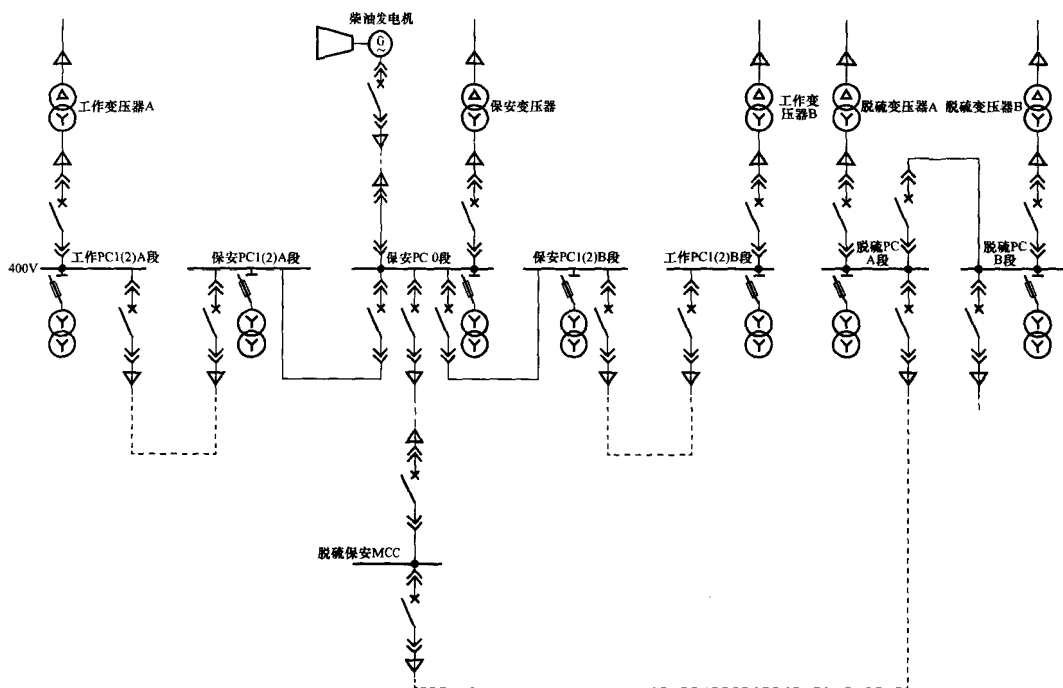 柴油发电机
G
~
工作变压器A
保安变压器
工作变
压器B
脱硫变压器A
脱硫变压器B
400V
工作PC1(2)A段
保安PC1(2)A段
保安PC 0段
保安PC1(2)B段
工作PC1(2)B段
脱硫PC
A段
脱硫PC
B段
脱硫保安MCC